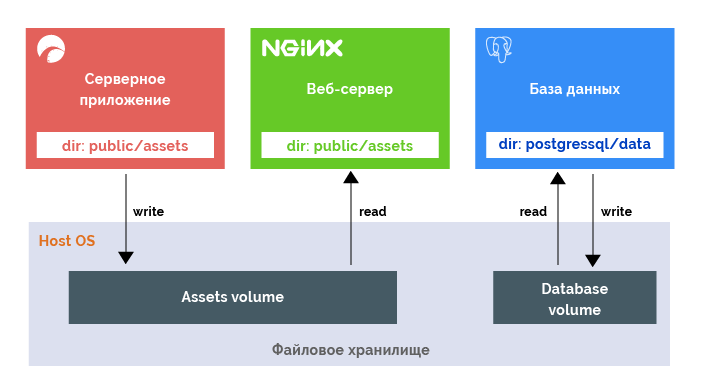 NGINX
Серверное
приложение
Веб-сервер
База данных
dir: public/assets
dir: public/assets
dir: postgressql/data
write
read
read
write
Host OS
Assets volume
Database
volume
Файловое хранилище